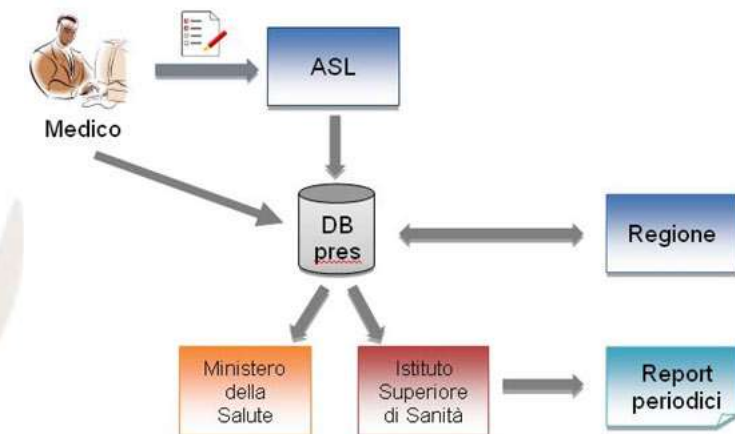 ASL
Medico
DB
pres
Regione
Ministero
della
Salute
Istituto
Superiore
di Sanità
Report
periodici